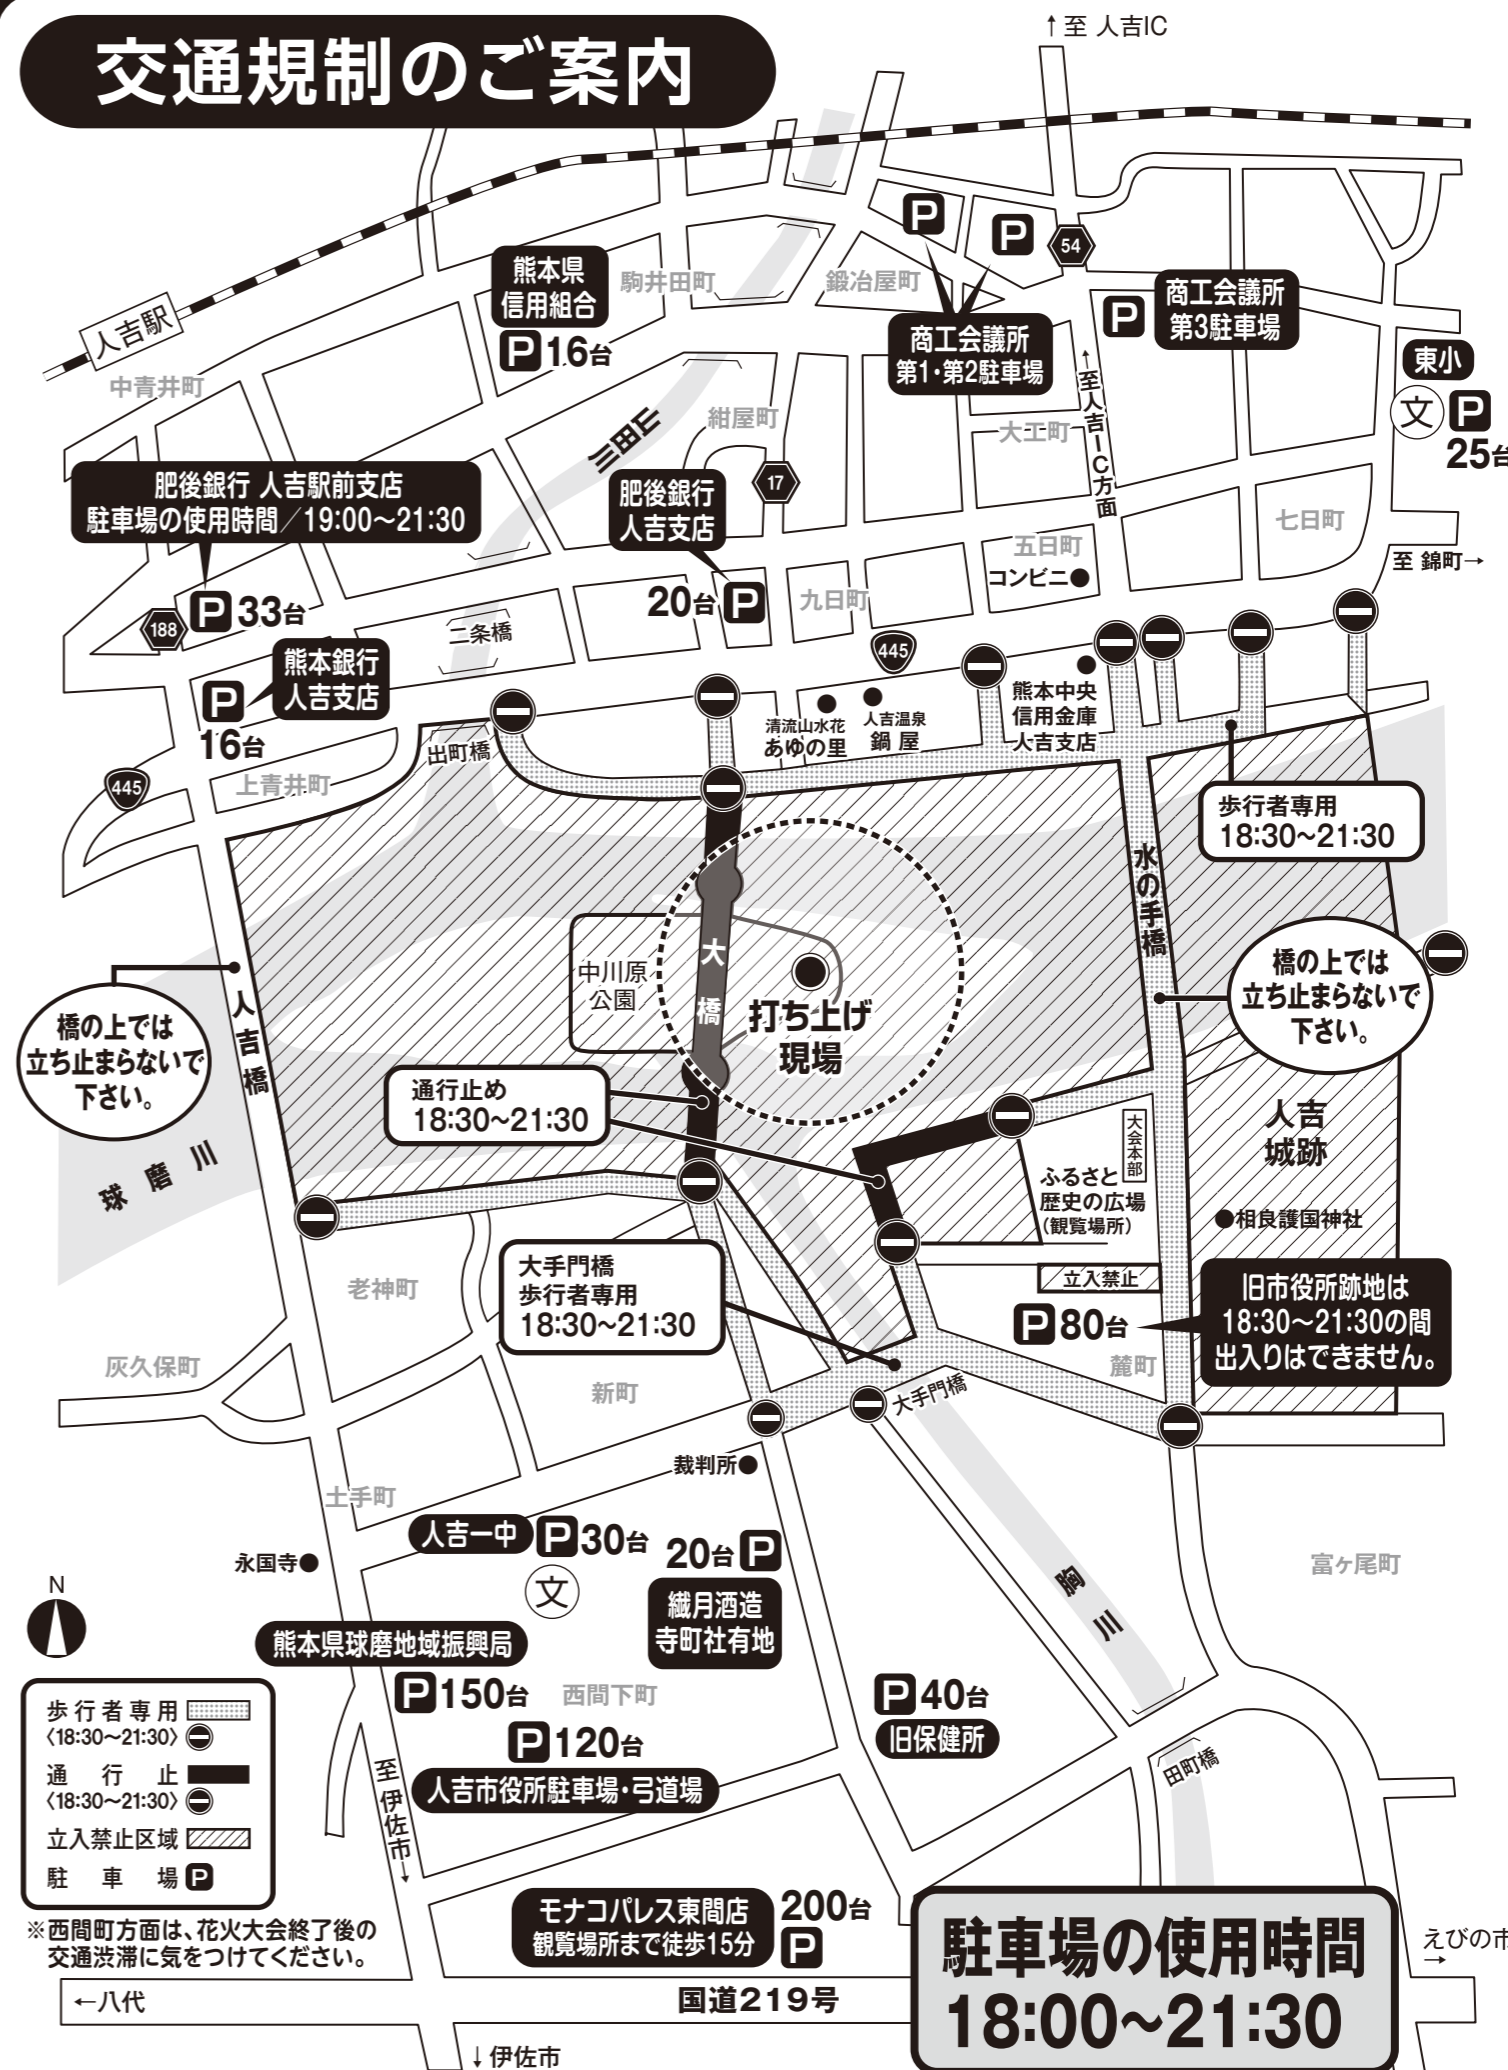 交通規制のご案内
↑至 人吉IC
人吉駅
中青井町
熊本県
信用組合
P16台
駒井田町
鍛冶屋町
P
P
54
商工会議所
第1・第2駐車場
P
商工会議所
第3駐車場
東小
文 P
25台
山田川
紺屋町
大工町
←至人吉IC方面
肥後銀行 人吉駅前支店
駐車場の使用時間/19:00〜21:30
P33台
188
肥後銀行
人吉支店
20台P
17
九日町
五日町
コンビニ●
七日町
至 錦町→
二条橋
熊本銀行
人吉支店
P
16台
445
445
上青井町
出町橋
清流山水花
あゆの里
人吉温泉
鍋屋
熊本中央
信用金庫
人吉支店
歩行者専用
18:30〜21:30
水の手橋
橋の上では
立ち止まらないで
下さい。
橋の上では
立ち止まらないで
下さい。
人吉橋
球磨川
中川原
公園
大橋
打ち上げ
現場
通行止め
18:30〜21:30
大会本部
ふるさと
歴史の広場
(観覧場所)
人吉
城跡
●相良護国神社
立入禁止
P80台
旧市役所跡地は
18:30〜21:30の間
出入りはできません。
麓町
大手門橋
歩行者専用
18:30〜21:30
大手門橋
老神町
灰久保町
新町
裁判所●
土手町
永国寺●
人吉一中 P30台
文
20台P
繊月酒造
寺町社有地
胸川
富ヶ尾町
熊本県球磨地域振興局
P150台
西間下町
P120台
人吉市役所駐車場・弓道場
P40台
旧保健所
田町橋
至 伊佐市→
N
歩行者専用
〈18:30〜21:30〉
通行止
〈18:30〜21:30〉
立入禁止区域
駐車場 P
※西間町方面は、花火大会終了後の
交通渋滞に気をつけてください。
モナコパレス東間店
観覧場所まで徒歩15分
200台
P
駐車場の使用時間
18:00〜21:30
えびの市
→
←八代
国道219号
↓伊佐市